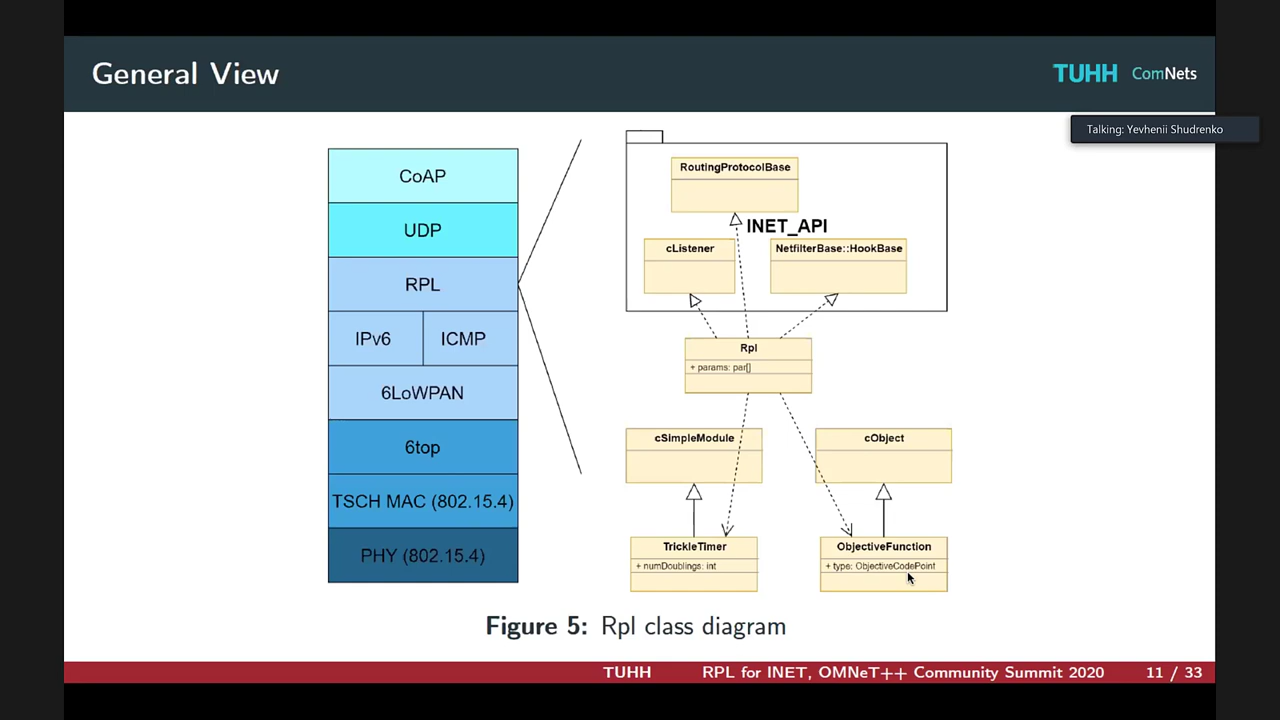 General View
TUHH ComNets
Talking: Yevhenii Shudrenko
CoAP
UDP
RPL
IPv6 ICMP
6LoWPAN
6top
TSCH MAC (802.15.4)
PHY (802.15.4)
RoutingProtocolBase
INET_API
cListener NetfilterBase::HookBase
Rpl
+ params: par[]
cSimpleModule cObject
TrickleTimer ObjectiveFunction
+ numDoublings: int + type: ObjectiveCodePoint
Figure 5: Rpl class diagram
TUHH RPL for INET, OMNeT++ Community Summit 2020 11 / 33